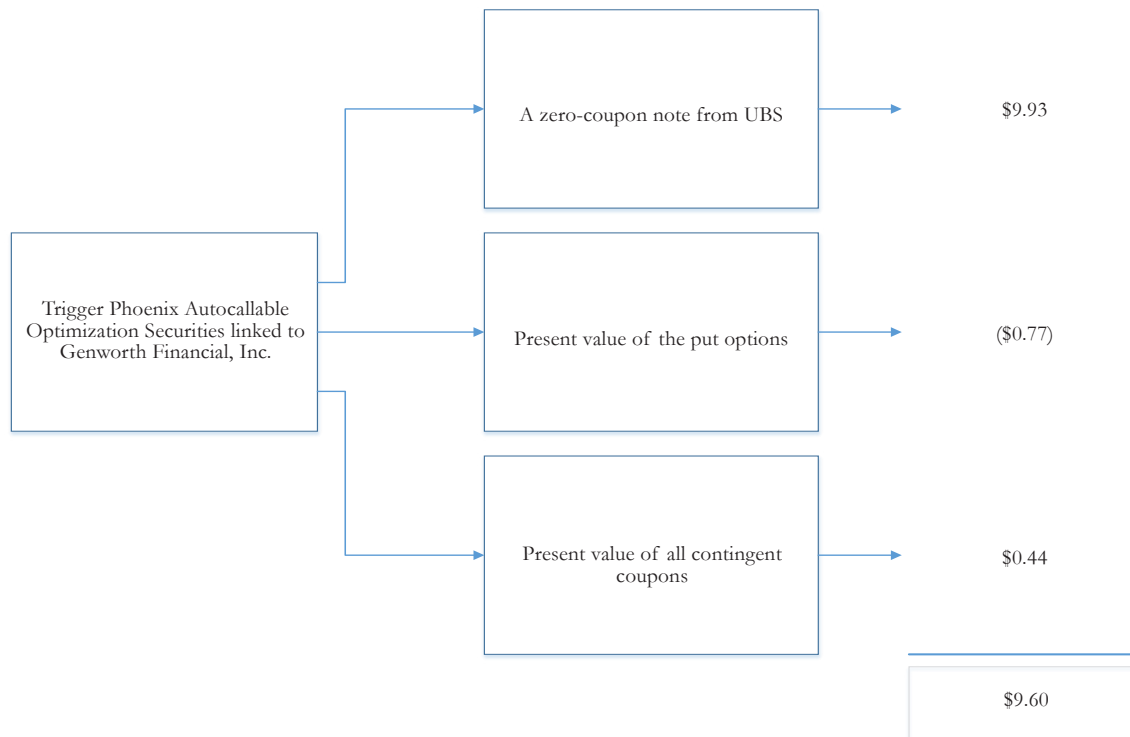 A zero-coupon note from UBS
$9.93
Trigger Phoenix Autocallable
Optimization Securities linked to
Genworth Financial, Inc.
Present value of the put options
($0.77)
Present value of all contingent
coupons
$0.44
$9.60